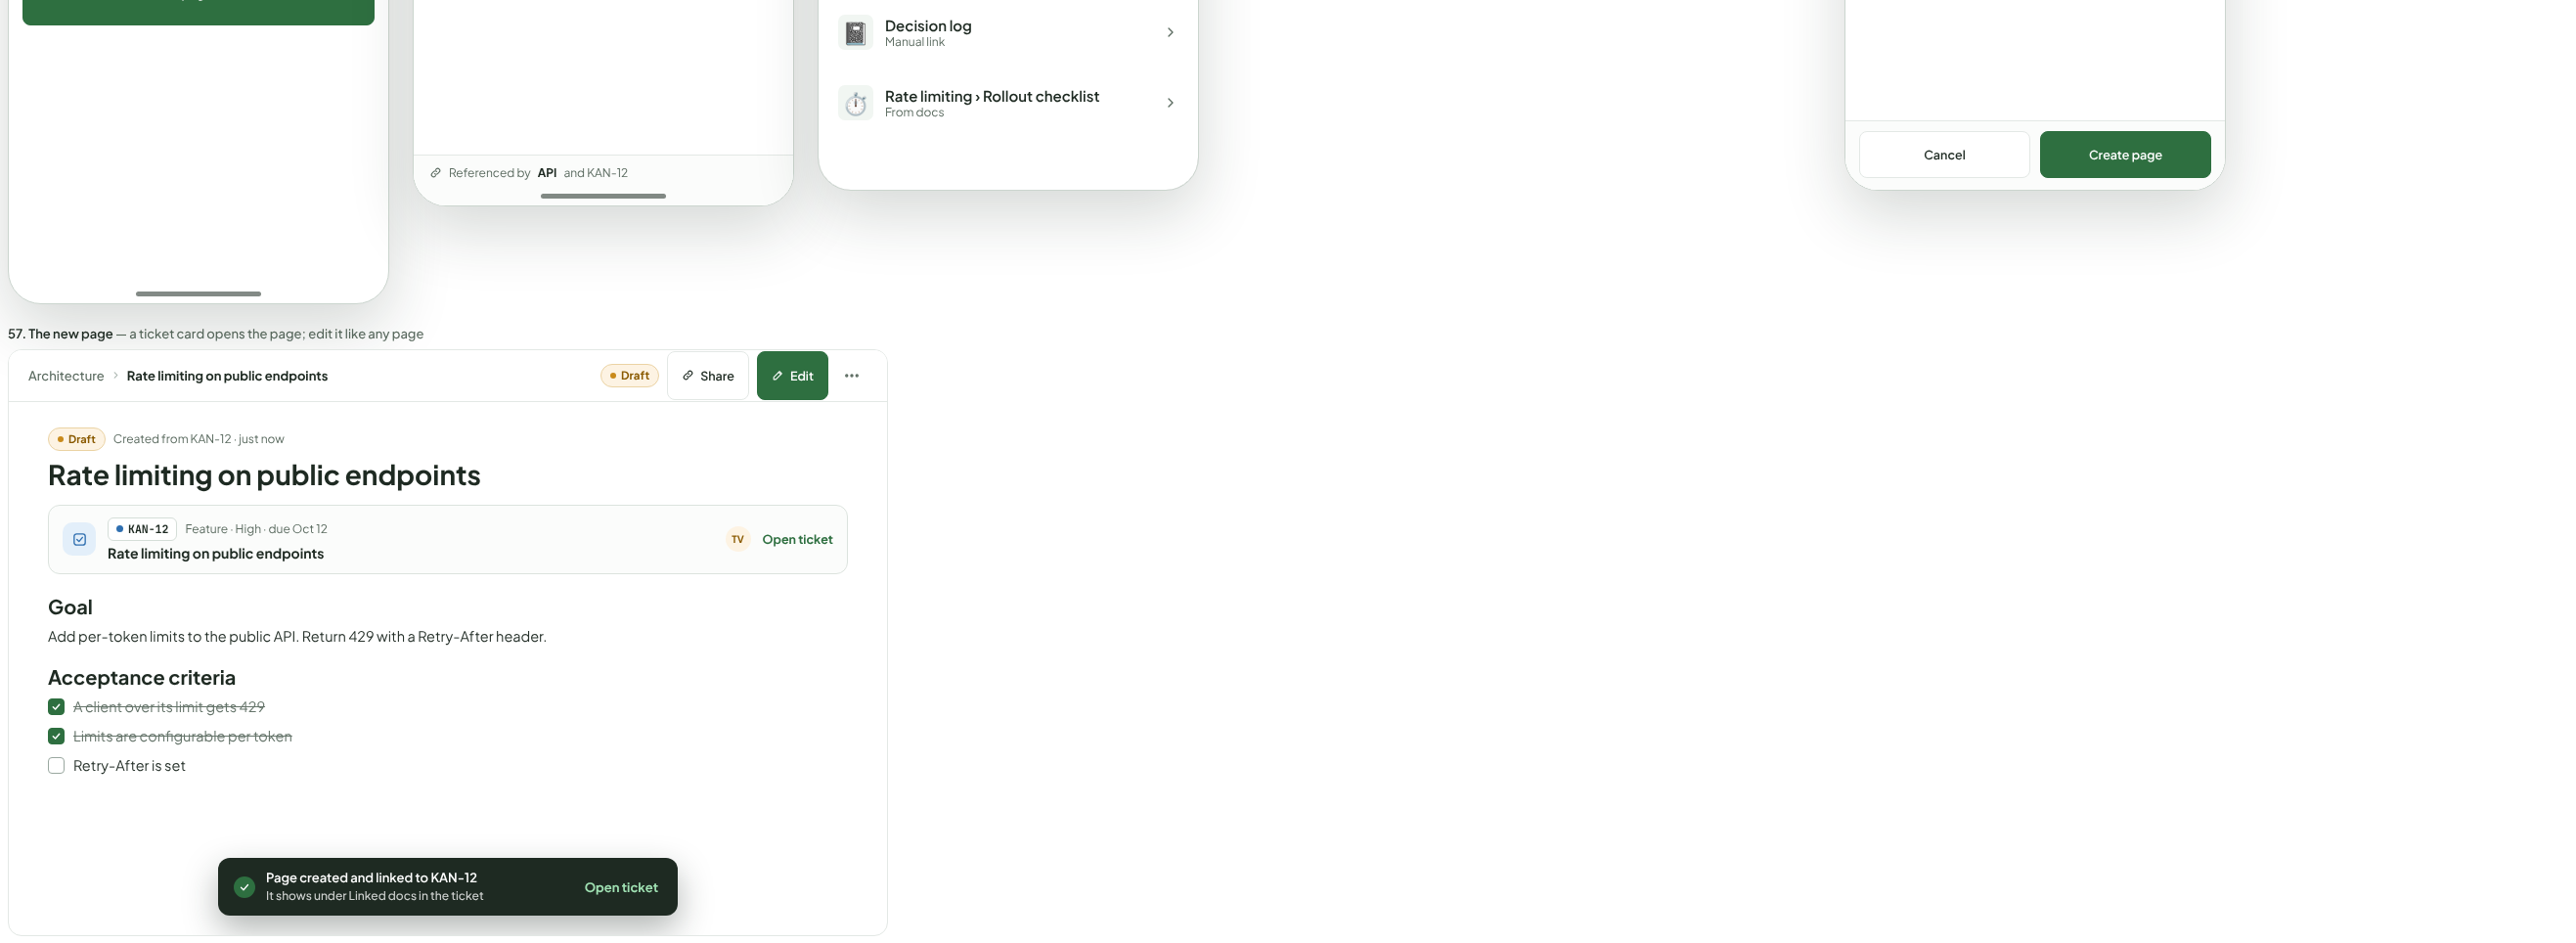 Decision log
Manual link
Rate limiting › Rollout checklist
From docs
Referenced by API and KAN-12
Cancel
Create page
57. The new page — a ticket card opens the page; edit it like any page
Architecture › Rate limiting on public endpoints
Draft
Share
Edit
Draft Created from KAN-12 · just now
Rate limiting on public endpoints
KAN-12 Feature · High · due Oct 12
Rate limiting on public endpoints
TV
Open ticket
Goal
Add per-token limits to the public API. Return 429 with a Retry-After header.
Acceptance criteria
A client over its limit gets 429
Limits are configurable per token
Retry-After is set
Page created and linked to KAN-12
It shows under Linked docs in the ticket
Open ticket